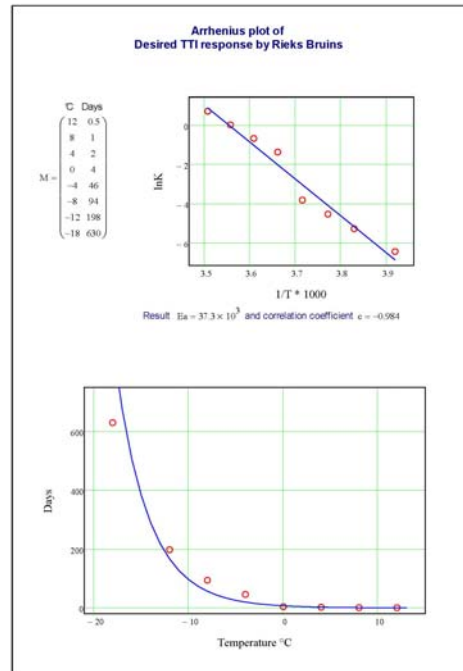 Arrhenius plot of
Desired TTI response by Rieks Bruins
°C Days
12 0.5
8 1
4 2
M = 0 4
-4 46
-8 94
-12 198
-18 630
lnK
0
-2
-4
-6
3.5 3.6 3.7 3.8 3.9
1/T * 1000
Result Ea = 37.3 × 10³ and correlation coefficient c = -0.984
Days
600
400
200
0
-20 -10 0 10
Temperature °C